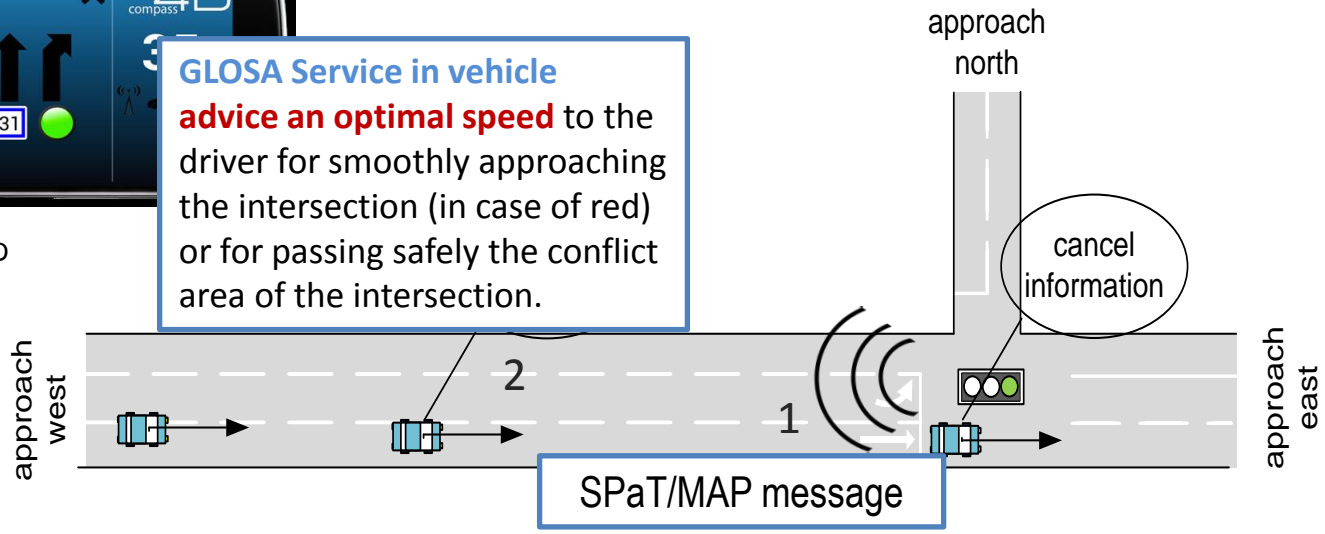 compass
31
GLOSA Service in vehicle
advice an optimal speed to the
driver for smoothly approaching
the intersection (in case of red)
or for passing safely the conflict
area of the intersection.
approach
north
cancel
information
approach
west
2
1
approach
east
SPaT/MAP message